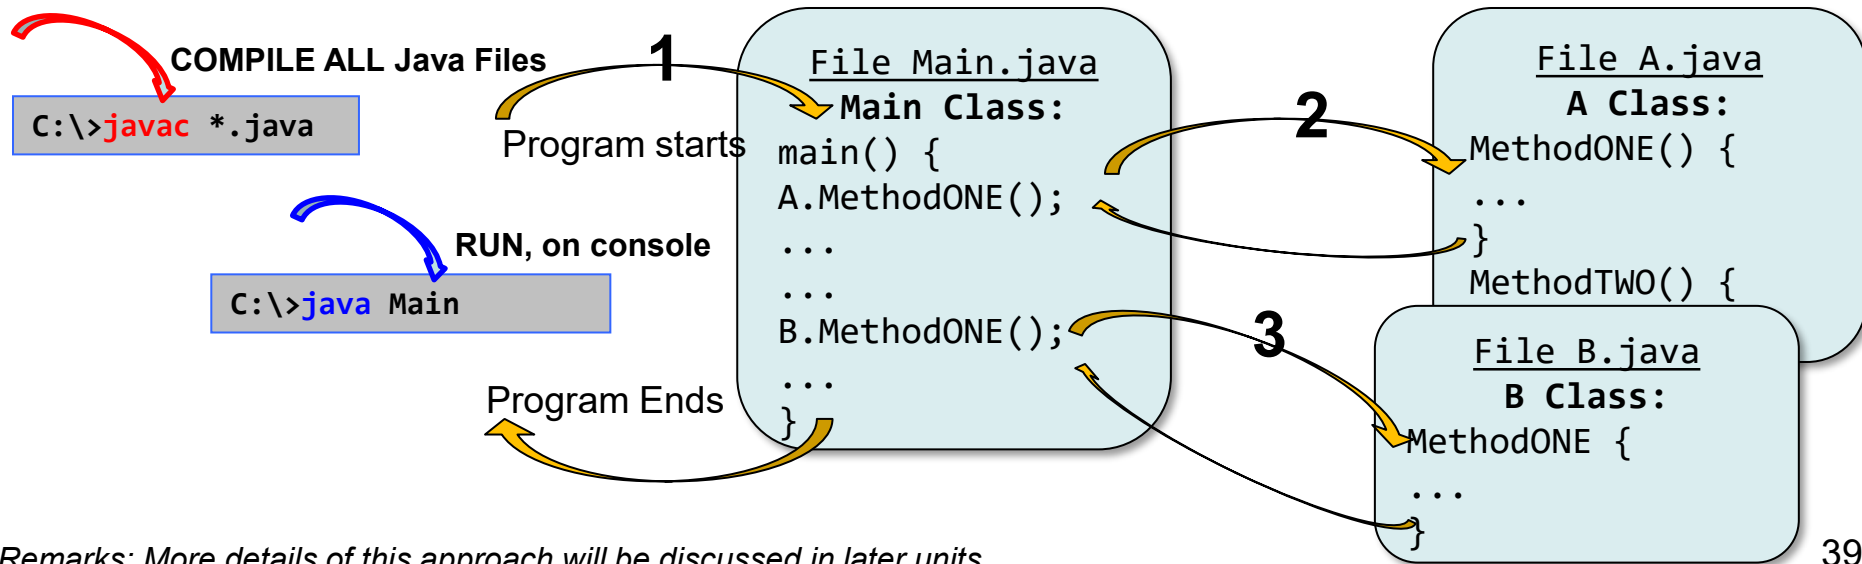 COMPILE ALL Java Files
C:\>javac *.java
RUN, on console
C:\>java Main
1
Program starts
Program Ends
File Main.java
Main Class:
main() {
A.MethodONE();
...
...
B.MethodONE();
...
}
2
File A.java
A Class:
MethodONE() {
...
}
MethodTWO() {
3
File B.java
B Class:
MethodONE {
...
}
Remarks: More details of this approach will be discussed in later units
39